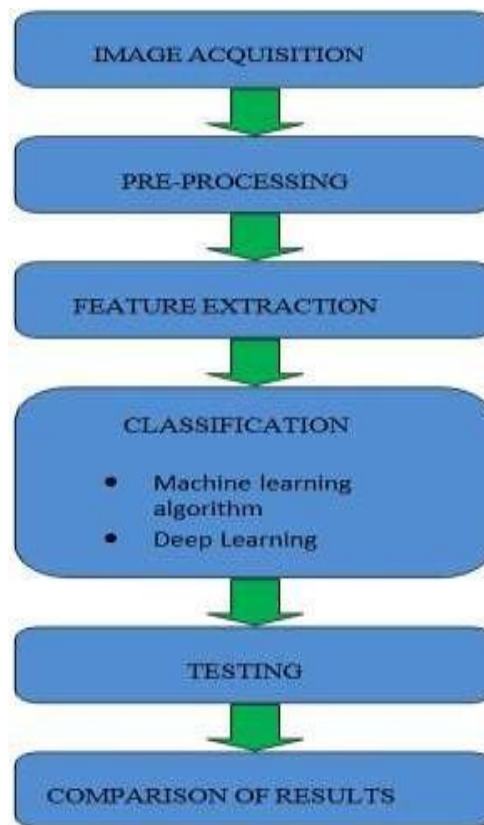 IMAGE ACQUISITION
PRE-PROCESSING
FEATURE EXTRACTION
CLASSIFICATION
• Machine learning
algorithm
• Deep Learning
TESTING
COMPARISON OF RESULTS